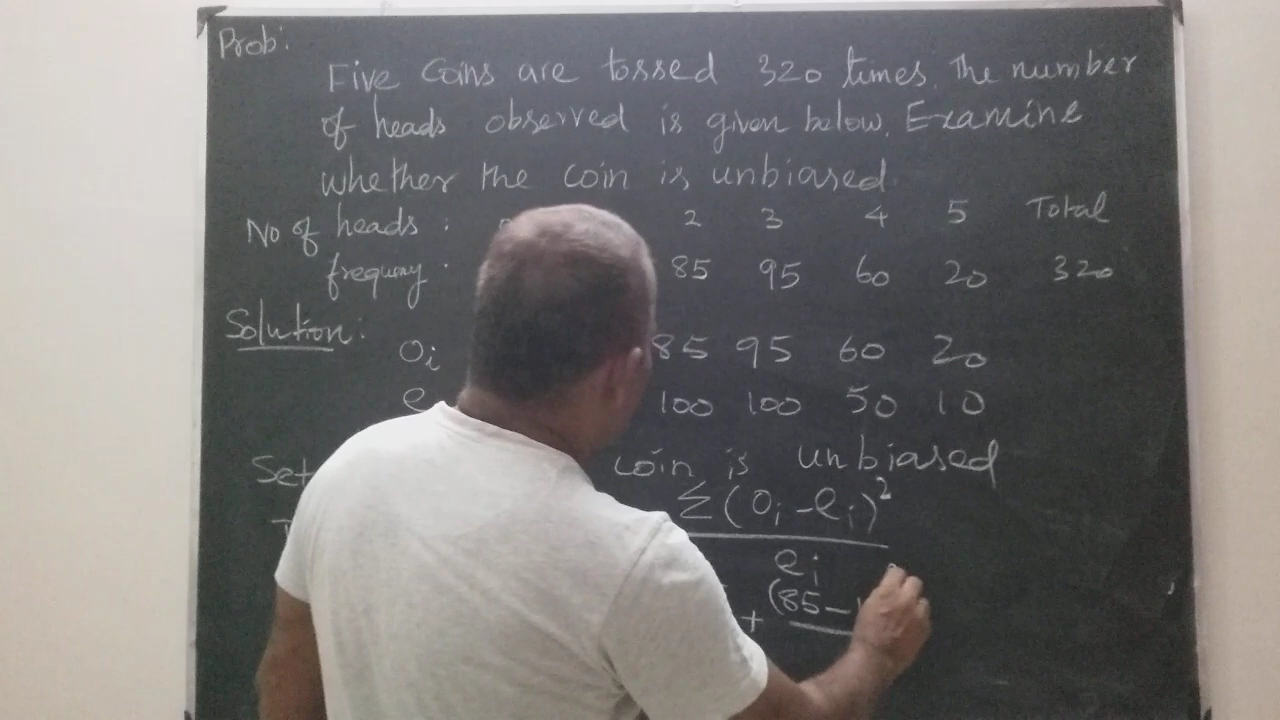 Prob:
Five coins are tossed 320 times. The number
of heads observed is given below. Examine
whether the coin is unbiased.
No of heads : 2 3 4 5 Total
frequency : 85 95 60 20 320
Solution:
Oi 85 95 60 20
e 100 100 50 10
Set coin is unbiased
Σ(Oi - ei)²
ei
+ (85 -